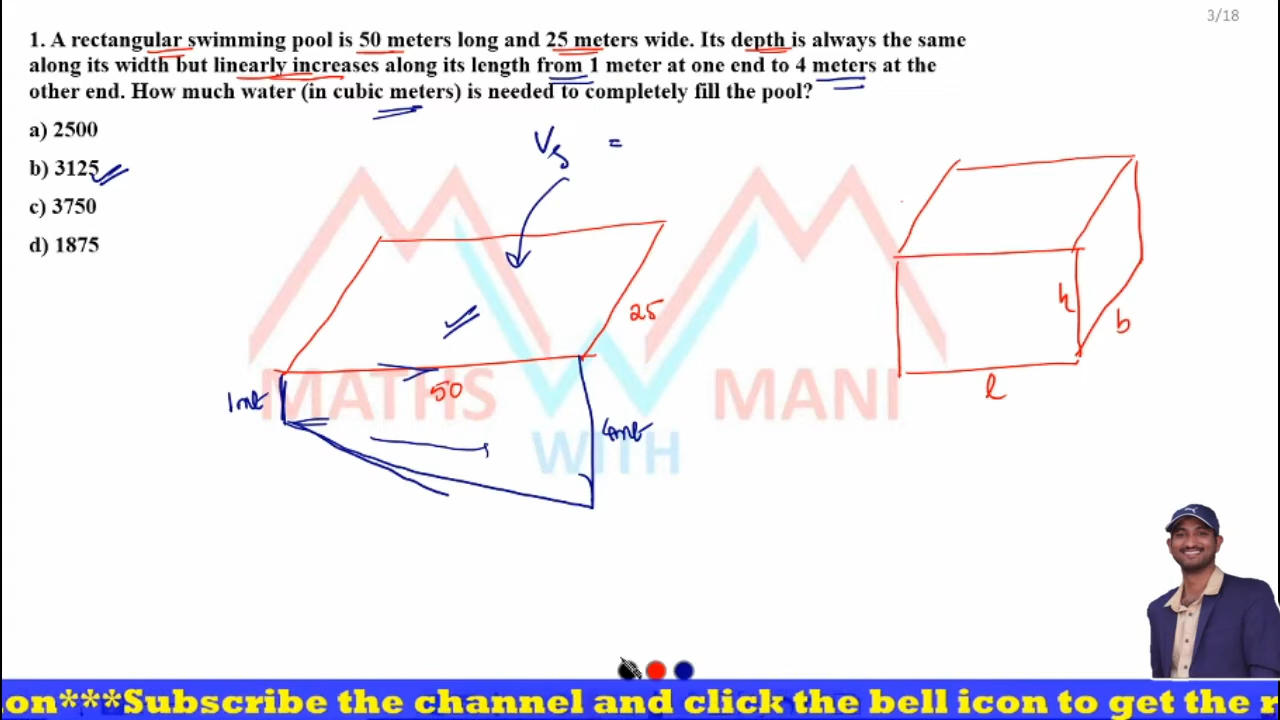 3/18
1. A rectangular swimming pool is 50 meters long and 25 meters wide. Its depth is always the same
along its width but linearly increases along its length from 1 meter at one end to 4 meters at the
other end. How much water (in cubic meters) is needed to completely fill the pool?
a) 2500
b) 3125
c) 3750
d) 1875
VS =
25
50
1mt
4mt
h
b
l
MATHS
WITH
MANI
on***Subscribe the channel and click the bell icon to get the r